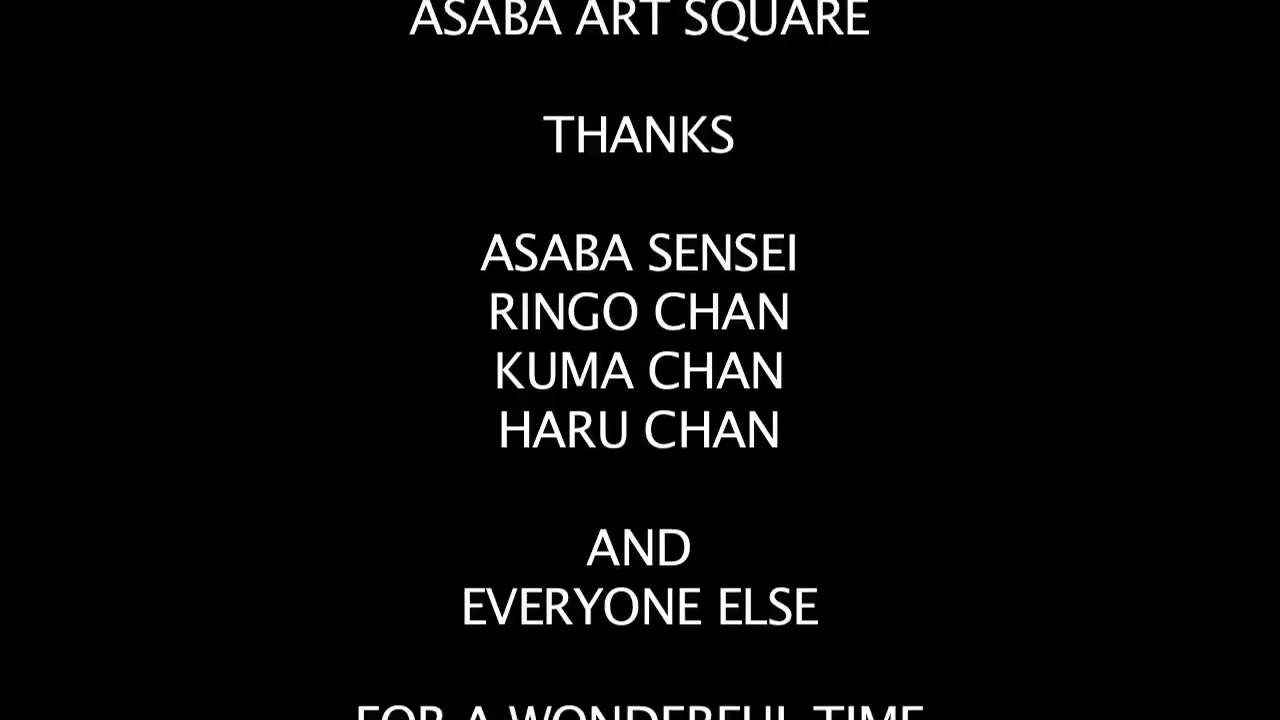 ASABA ART SQUARE
THANKS
ASABA SENSEI
RINGO CHAN
KUMA CHAN
HARU CHAN
AND
EVERYONE ELSE
FOR A WONDERFUL TIME